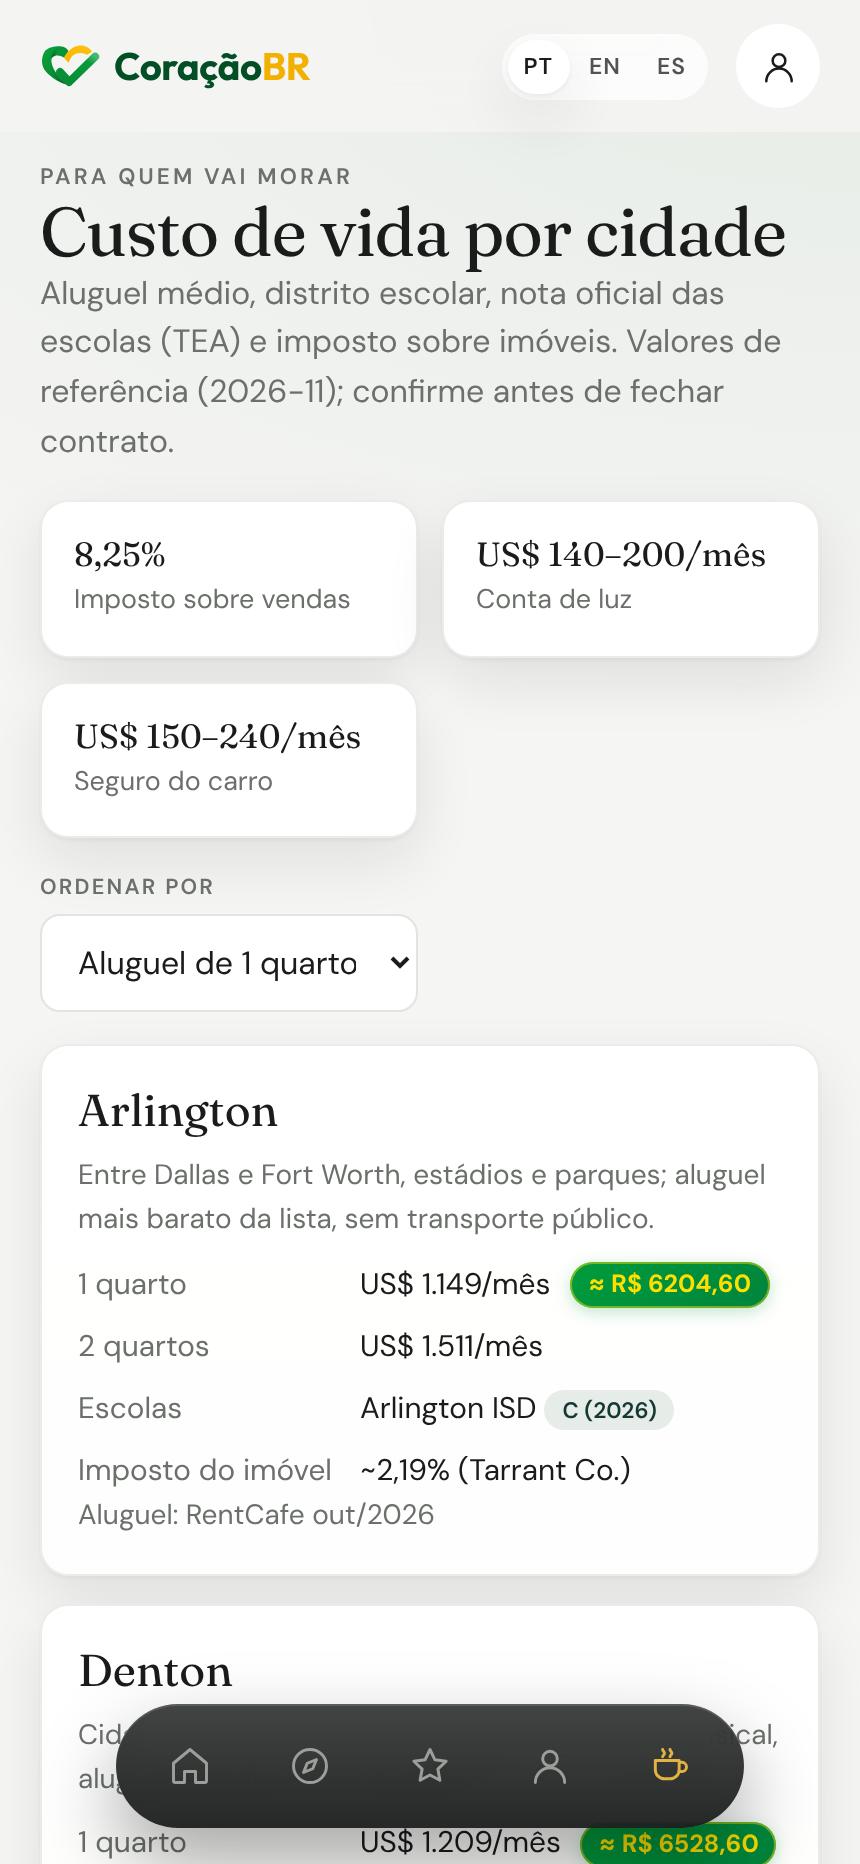 CoraçãoBR
PT EN ES
PARA QUEM VAI MORAR
Custo de vida por cidade
Aluguel médio, distrito escolar, nota oficial das
escolas (TEA) e imposto sobre imóveis. Valores de
referência (2026-11); confirme antes de fechar
contrato.
8,25%
Imposto sobre vendas
US$ 140–200/mês
Conta de luz
US$ 150–240/mês
Seguro do carro
ORDENAR POR
Aluguel de 1 quarto
Arlington
Entre Dallas e Fort Worth, estádios e parques; aluguel
mais barato da lista, sem transporte público.
1 quarto US$ 1.149/mês ≈ R$ 6204,60
2 quartos US$ 1.511/mês
Escolas Arlington ISD C (2026)
Imposto do imóvel ~2,19% (Tarrant Co.)
Aluguel: RentCafe out/2026
Denton
1 quarto US$ 1.209/mês ≈ R$ 6528,60